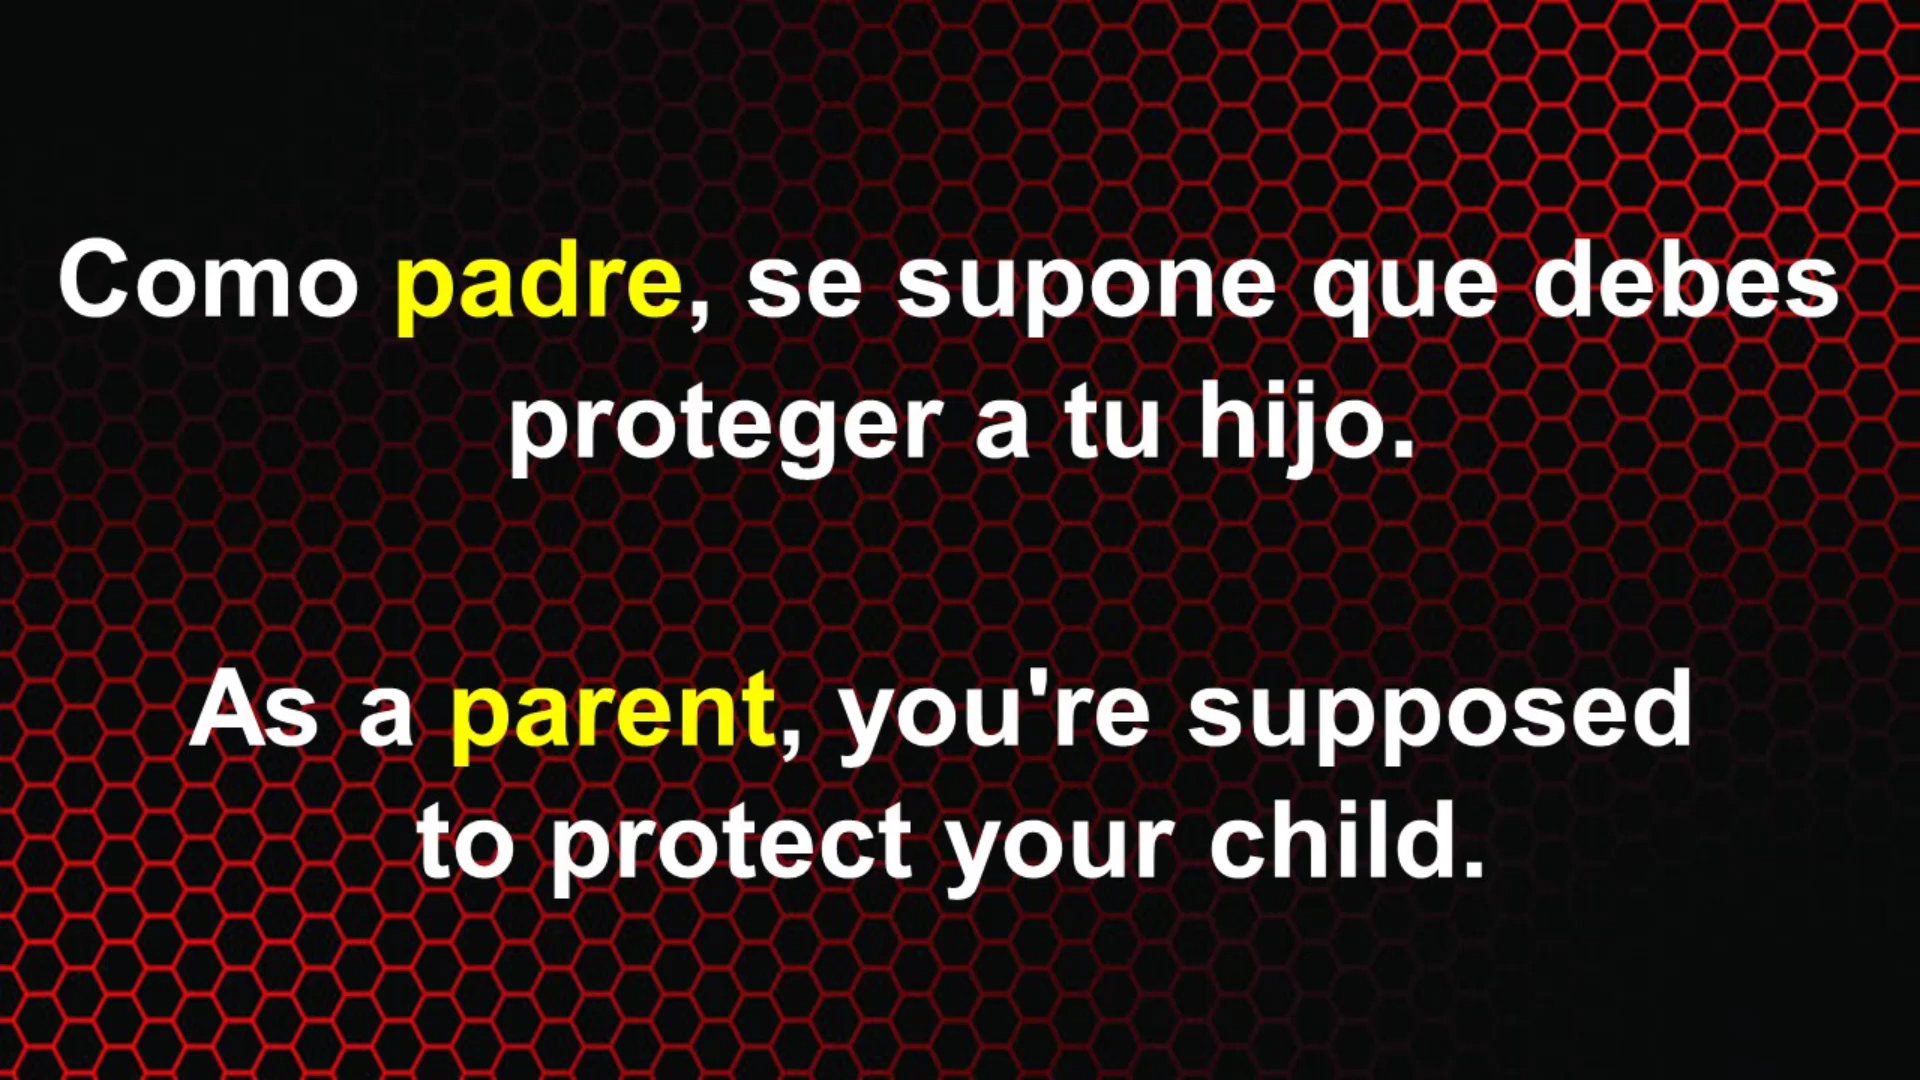 Como padre, se supone que debes
proteger a tu hijo.
As a parent, you're supposed
to protect your child.